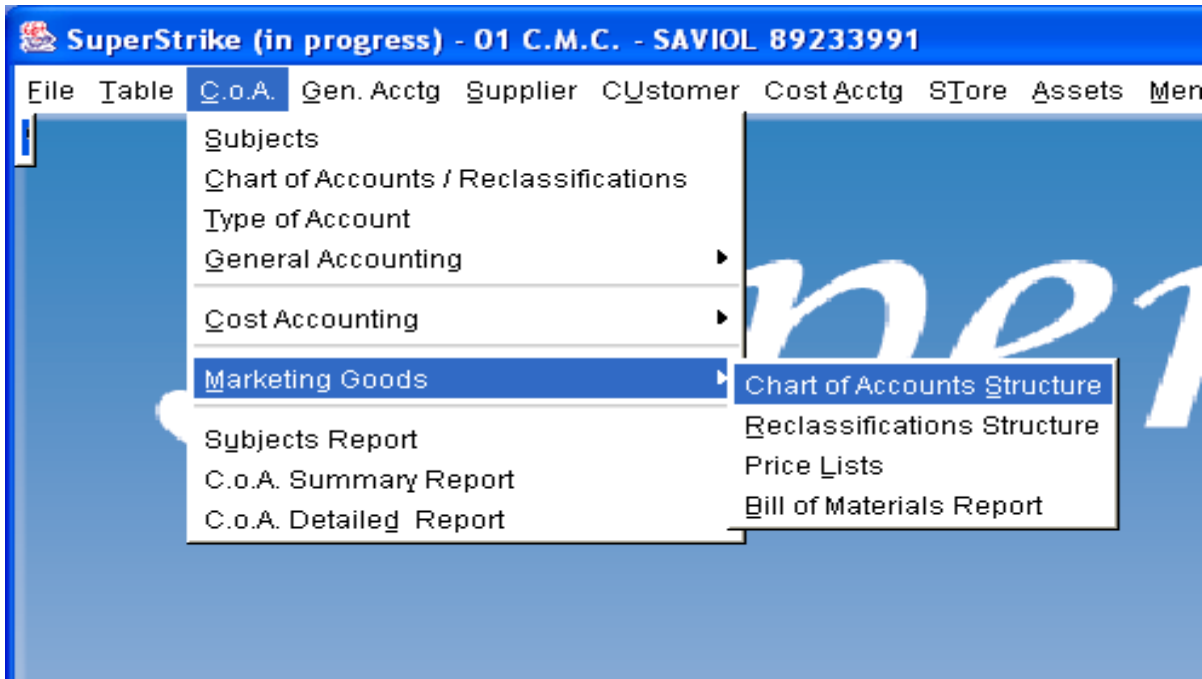 SuperStrike (in progress) - 01 C.M.C. - SAVIOL 89233991
File Table C.o.A. Gen. Acctg Supplier CUstomer Cost Acctg STore Assets Men
Subjects
Chart of Accounts / Reclassifications
Type of Account
General Accounting
Cost Accounting
Marketing Goods
Chart of Accounts Structure
Reclassifications Structure
Price Lists
Bill of Materials Report
Subjects Report
C.o.A. Summary Report
C.o.A. Detailed Report